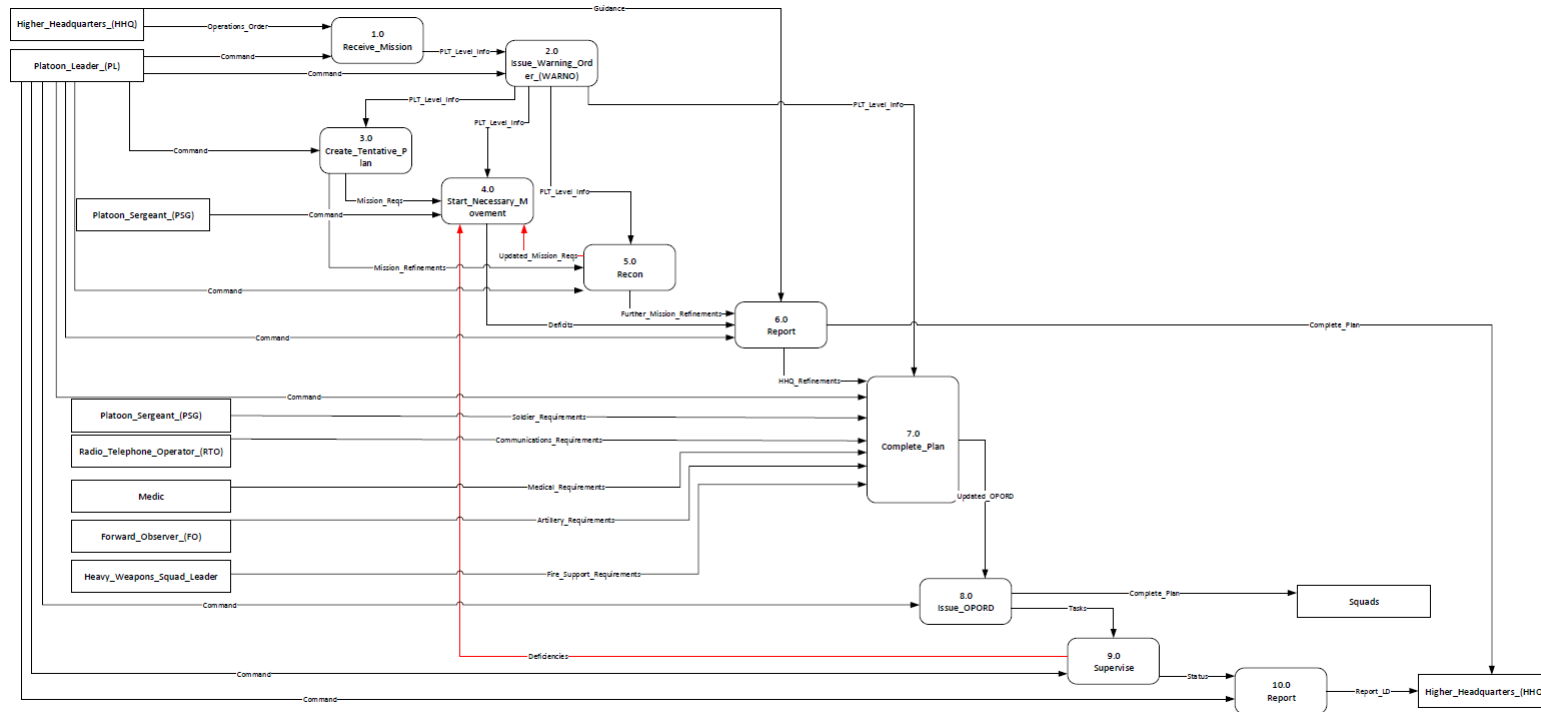 Guidance
Higher_Headquarters_(HHQ)
Operations_Order
1.0
Receive_Mission
PLT_Level_Info
2.0
Issue_Warning_Ord
er_(WARNO)
Command
Platoon_Leader_(PL)
Command
PLT_Level_Info
PLT_Level_Info
PLT_Level_Info
3.0
Create_Tentative_P
lan
Command
PLT_Level_Info
4.0
Start_Necessary_M
ovement
Mission_Reqs
Platoon_Sergeant_(PSG)
Command
Updated_Mission_Reqs
5.0
Recon
Mission_Refinements
Command
Further_Mission_Refinements
6.0
Report
Deficits
Complete_Plan
Command
HHQ_Refinements
Command
Platoon_Sergeant_(PSG)
Soldier_Requirements
7.0
Complete_Plan
Radio_Telephone_Operator_(RTO)
Communications_Requirements
Medic
Medical_Requirements
Updated_OPORD
Forward_Observer_(FO)
Artillery_Requirements
Heavy_Weapons_Squad_Leader
Fire_Support_Requirements
8.0
Issue_OPORD
Command
Complete_Plan
Squads
Tasks
9.0
Supervise
Deficiencies
Command
Status
10.0
Report
Report_LD
Higher_Headquarters_(HHQ
Command